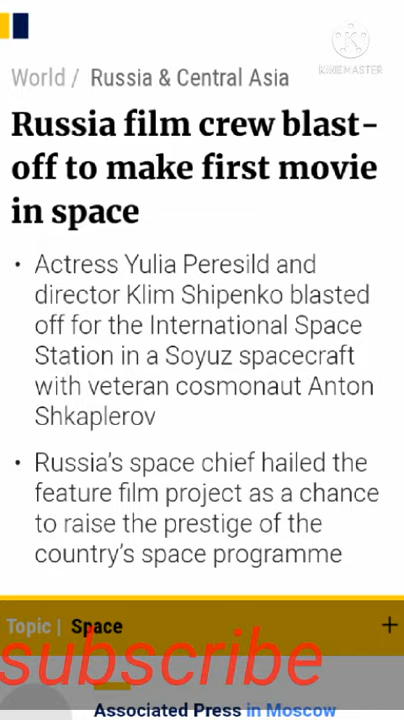 KINEMASTER
World / Russia & Central Asia
Russia film crew blast-
off to make first movie
in space
• Actress Yulia Peresild and
director Klim Shipenko blasted
off for the International Space
Station in a Soyuz spacecraft
with veteran cosmonaut Anton
Shkaplerov
• Russia's space chief hailed the
feature film project as a chance
to raise the prestige of the
country's space programme
Topic | Space +
subscribe
Associated Press in Moscow